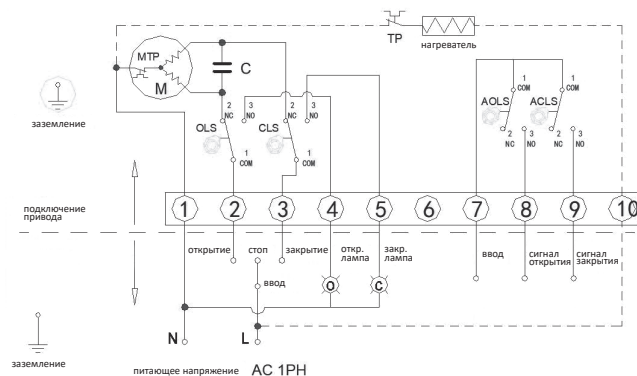 TP
нагреватель
MTP
M
C
заземление
2
NC
3
NO
OLS
1
COM
2
NC
3
NO
CLS
1
COM
1
COM
AOLS
2
NC
3
NO
1
COM
ACLS
2
NC
3
NO
подключение
привода
1
2
3
4
5
6
7
8
9
10
открытие
стоп
закрытие
откр.
лампа
закр.
лампа
ввод
O
C
ввод
сигнал
открытия
сигнал
закрытия
N
L
заземление
питающее напряжение AC 1PH